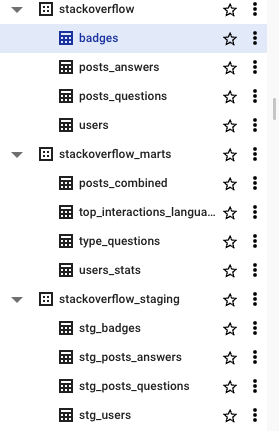 stackoverflow
badges
posts_answers
posts_questions
users
stackoverflow_marts
posts_combined
top_interactions_langua...
type_questions
users_stats
stackoverflow_staging
stg_badges
stg_posts_answers
stg_posts_questions
stg_users